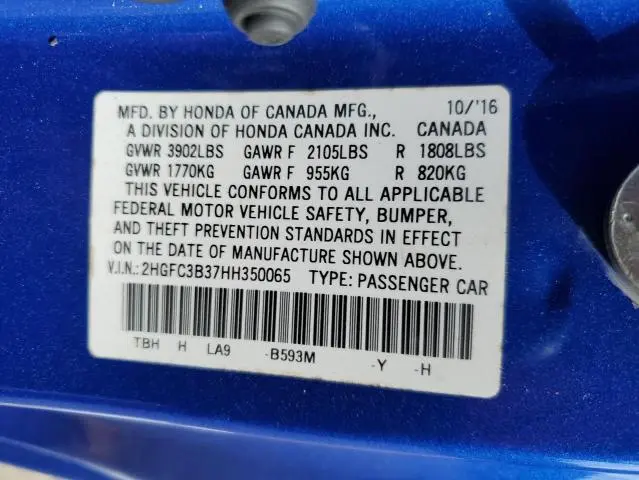 MFD. BY HONDA OF CANADA MFG., 10/'16
A DIVISION OF HONDA CANADA INC. CANADA
GVWR 3902LBS GAWR F 2105LBS R 1808LBS
GVWR 1770KG GAWR F 955KG R 820KG
THIS VEHICLE CONFORMS TO ALL APPLICABLE
FEDERAL MOTOR VEHICLE SAFETY, BUMPER,
AND THEFT PREVENTION STANDARDS IN EFFECT
ON THE DATE OF MANUFACTURE SHOWN ABOVE.
V.I.N.: 2HGFC3B37HH350065 TYPE: PASSENGER CAR
TBH H LA9 -B593M -Y -H